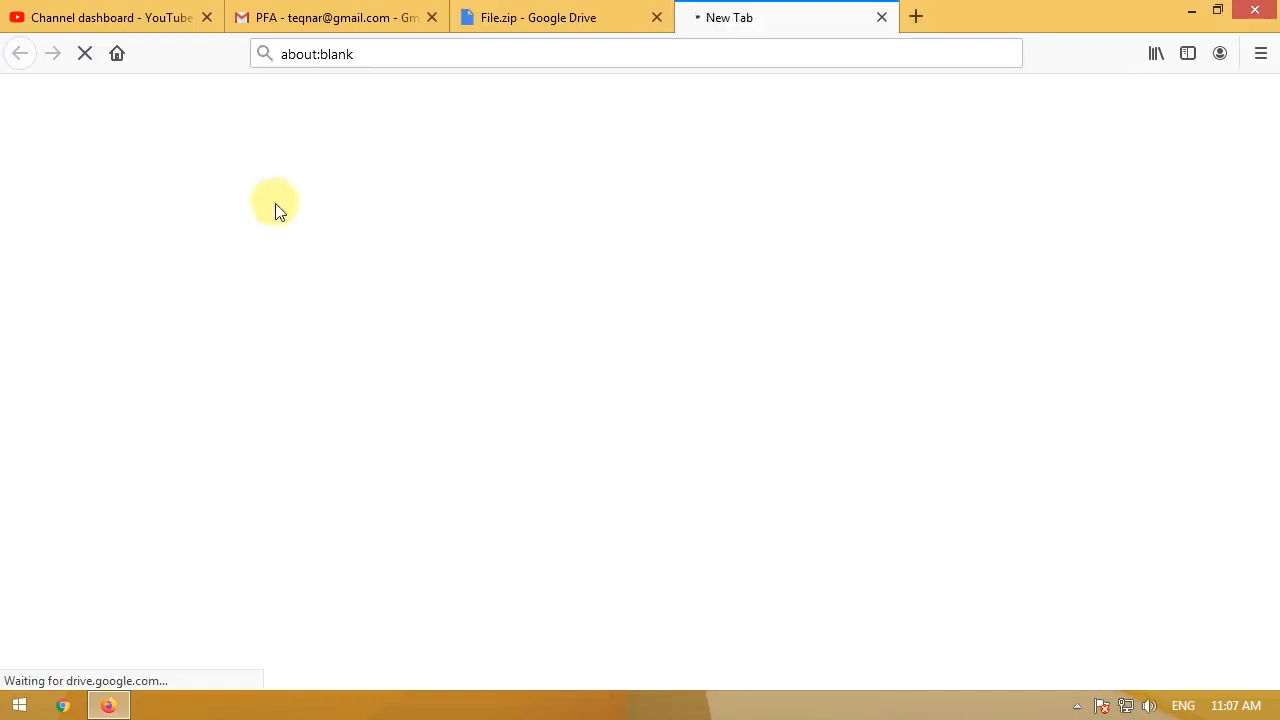 Channel dashboard - YouTube
PFA - teqnar@gmail.com - Gm
File.zip - Google Drive
New Tab
about:blank
Waiting for drive.google.com...
ENG
11:07 AM